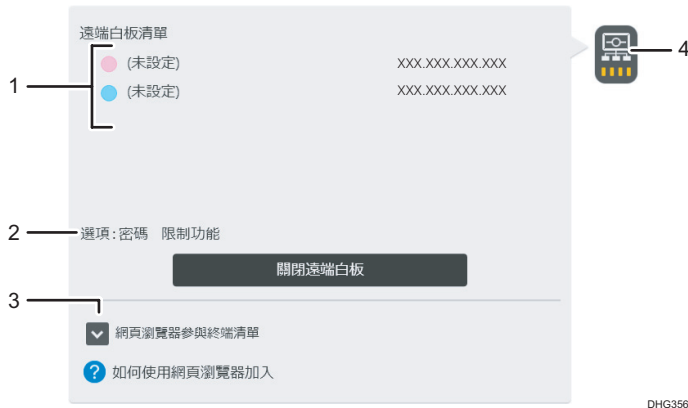 遠端白板清單
1
(未設定) XXX.XXX.XXX.XXX
(未設定) XXX.XXX.XXX.XXX
4
2
選項:密碼 限制功能
關閉遠端白板
3
網頁瀏覽器參與終端清單
? 如何使用網頁瀏覽器加入
DHG356